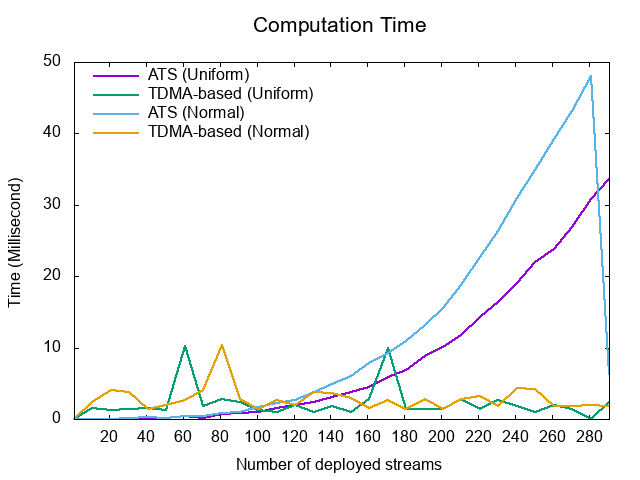 Computation Time
50
40
30
20
10
0
ATS (Uniform)
TDMA-based (Uniform)
ATS (Normal)
TDMA-based (Normal)
20 40 60 80 100 120 140 160 180 200 220 240 260 280
Time (Millisecond)
Number of deployed streams